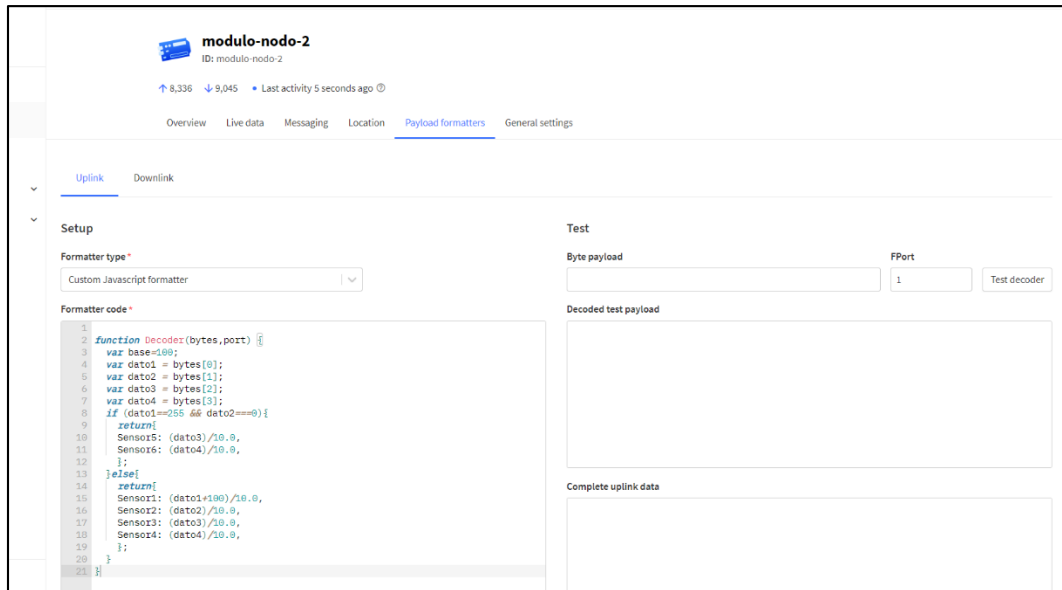 modulo-nodo-2
ID: modulo-nodo-2
↑ 8,336 ↓ 9,045 • Last activity 5 seconds ago
Overview Live data Messaging Location Payload formatters General settings
Uplink Downlink
Setup
Formatter type *
Custom Javascript formatter
Formatter code *
1
2 function Decoder(bytes,port) {
3 var base=100;
4 var dato1 = bytes[0];
5 var dato2 = bytes[1];
6 var dato3 = bytes[2];
7 var dato4 = bytes[3];
8 if (dato1==255 && dato2===0){
9 return{
10 Sensor5: (dato3)/10.0,
11 Sensor6: (dato4)/10.0,
12 };
13 }else{
14 return{
15 Sensor1: (dato1+100)/10.0,
16 Sensor2: (dato2)/10.0,
17 Sensor3: (dato3)/10.0,
18 Sensor4: (dato4)/10.0,
19 };
20 }
21 }
Test
Byte payload FPort
1 Test decoder
Decoded test payload
Complete uplink data